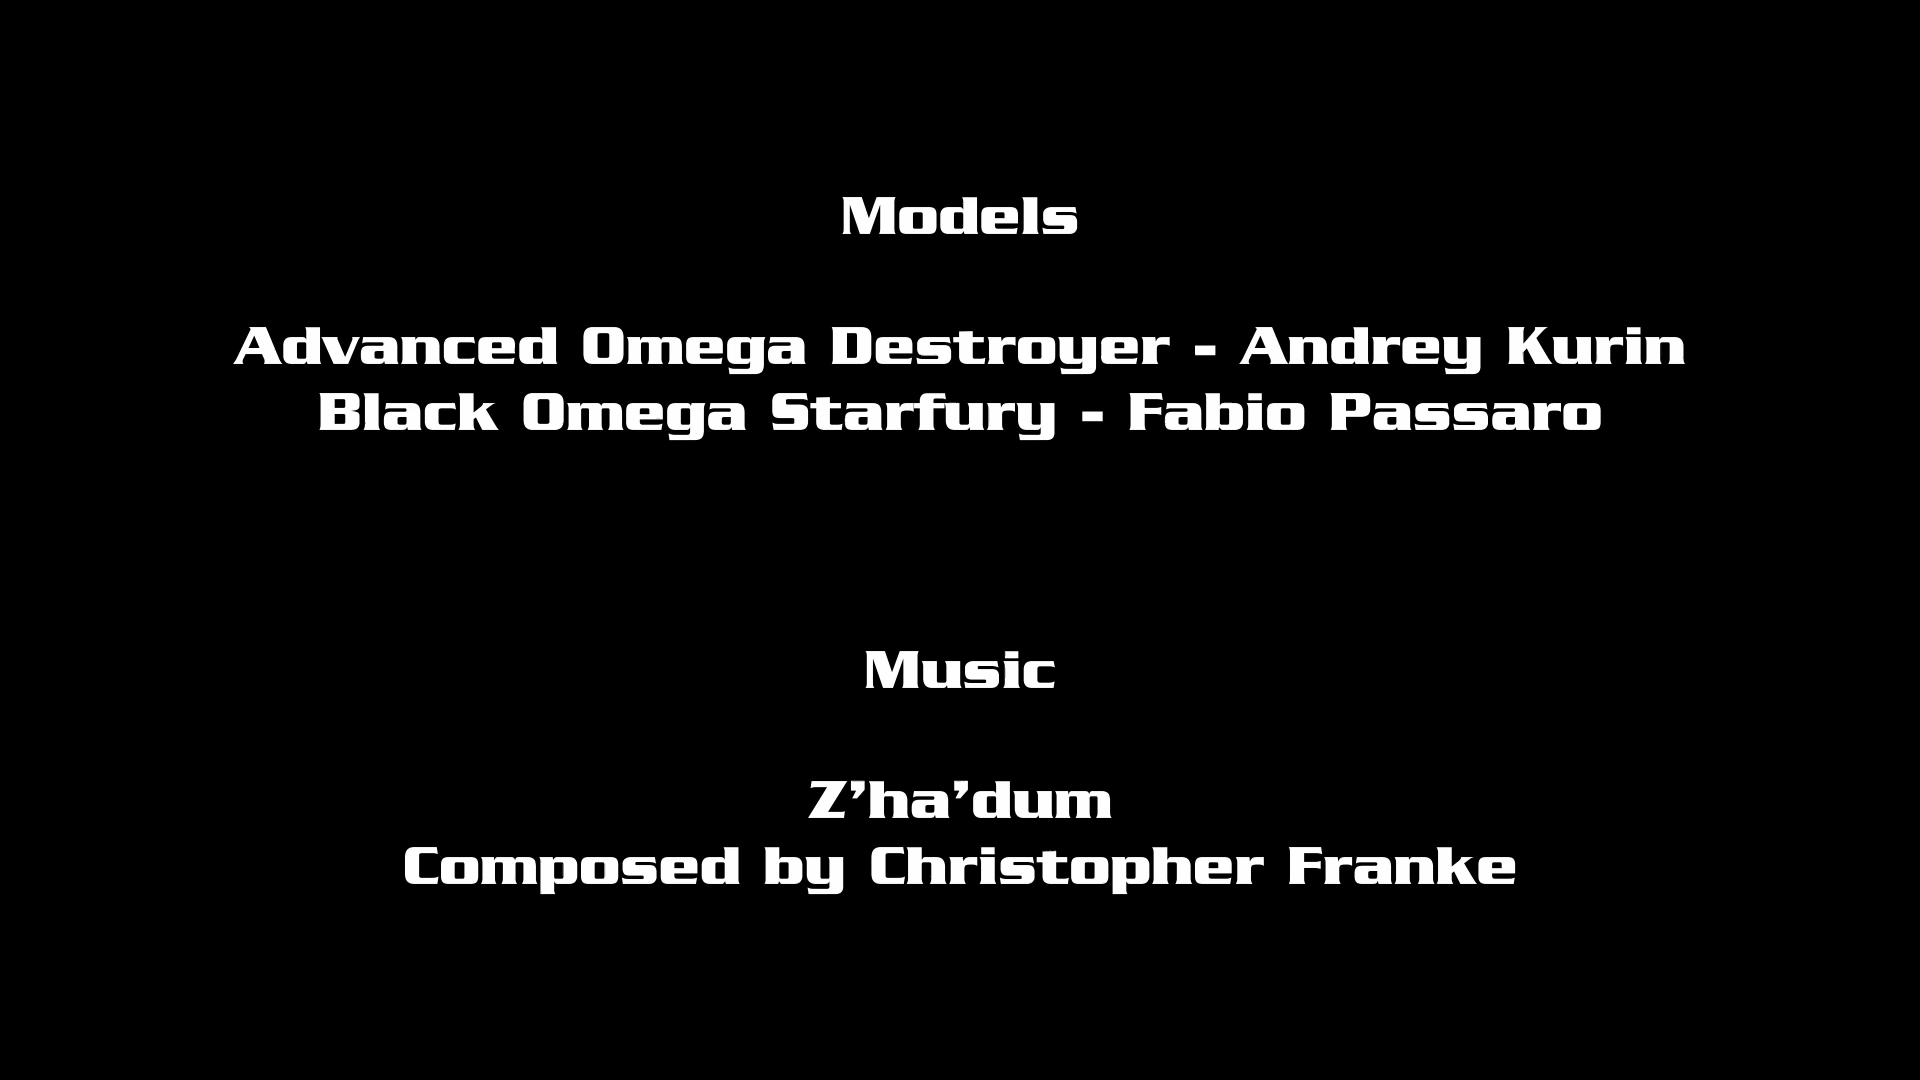 Models
Advanced Omega Destroyer - Andrey Kurin
Black Omega Starfury - Fabio Passaro
Music
Z’ha’dum
Composed by Christopher Franke